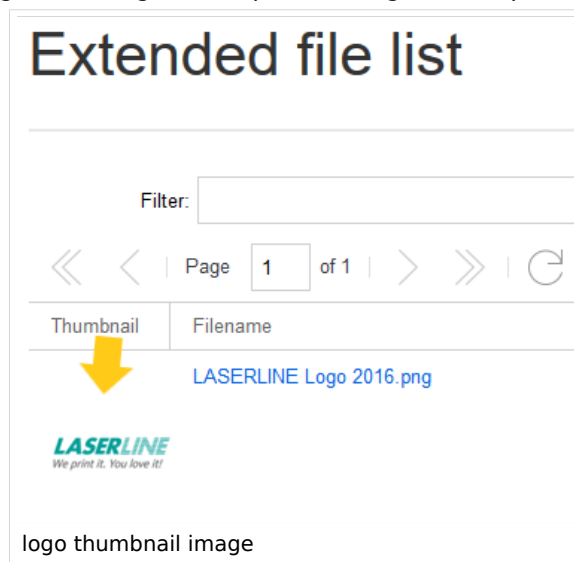 Extended file list
Filter:
Page 1 of 1
Thumbnail Filename
LASERLINE Logo 2016.png
LASERLINE
We print it. You love it!
logo thumbnail image